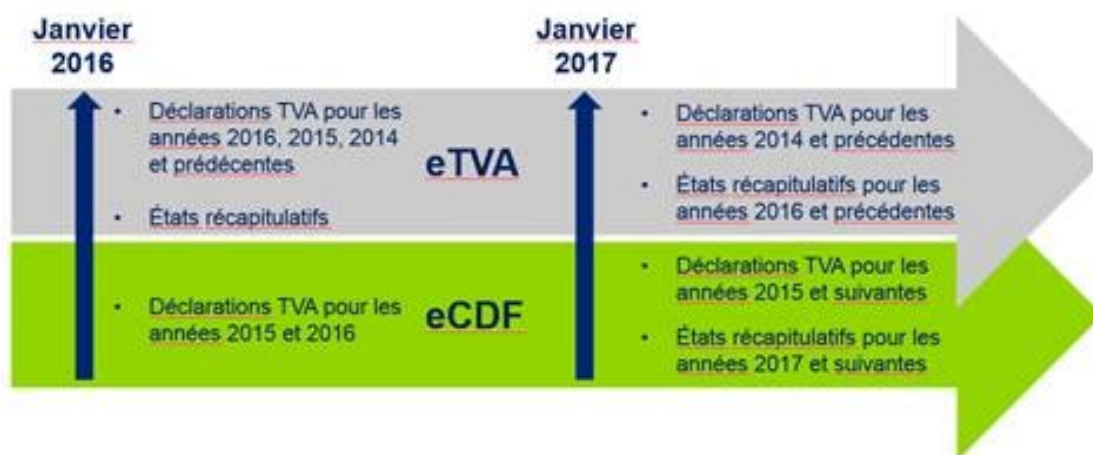 Janvier
2016
Janvier
2017
• Déclarations TVA pour les
années 2016, 2015, 2014
et prédécentes
• États récapitulatifs
eTVA
• Déclarations TVA pour les
années 2014 et précédentes
• États récapitulatifs pour les
années 2016 et précédentes
• Déclarations TVA pour les
années 2015 et 2016
eCDF
• Déclarations TVA pour les
années 2015 et suivantes
• États récapitulatifs pour les
années 2017 et suivantes